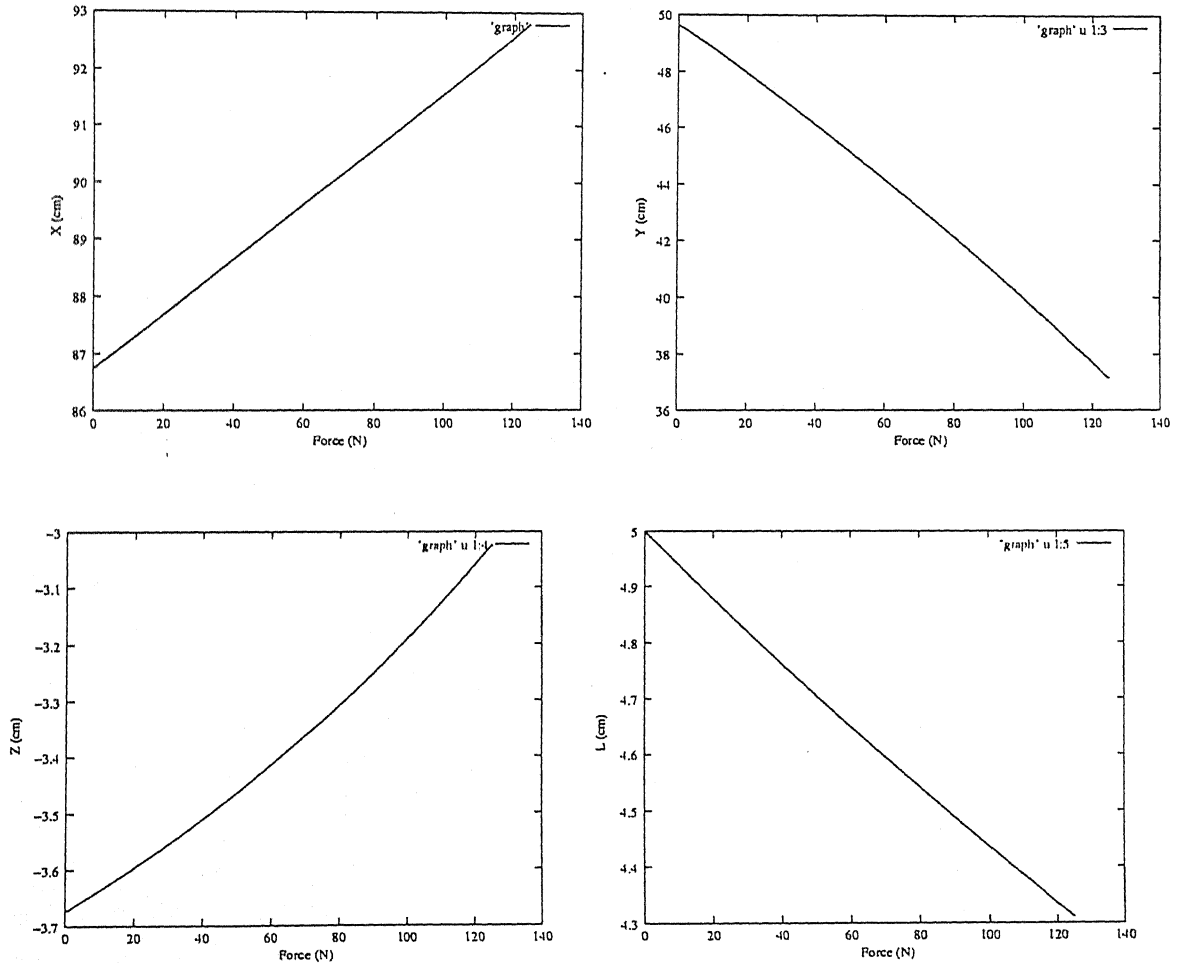 93
'graph'
92
91
90
89
88
87
86
X (cm)
0 20 40 60 80 100 120 140
Force (N)
50
'graph' u 1:3
48
46
44
42
40
38
36
Y (cm)
0 20 40 60 80 100 120 140
Force (N)
-3
'graph' u 1:4
-3.1
-3.2
-3.3
-3.4
-3.5
-3.6
-3.7
Z (cm)
0 20 40 60 80 100 120 140
Force (N)
5
'graph' u 1:5
4.9
4.8
4.7
4.6
4.5
4.4
4.3
L (cm)
0 20 40 60 80 100 120 140
Force (N)